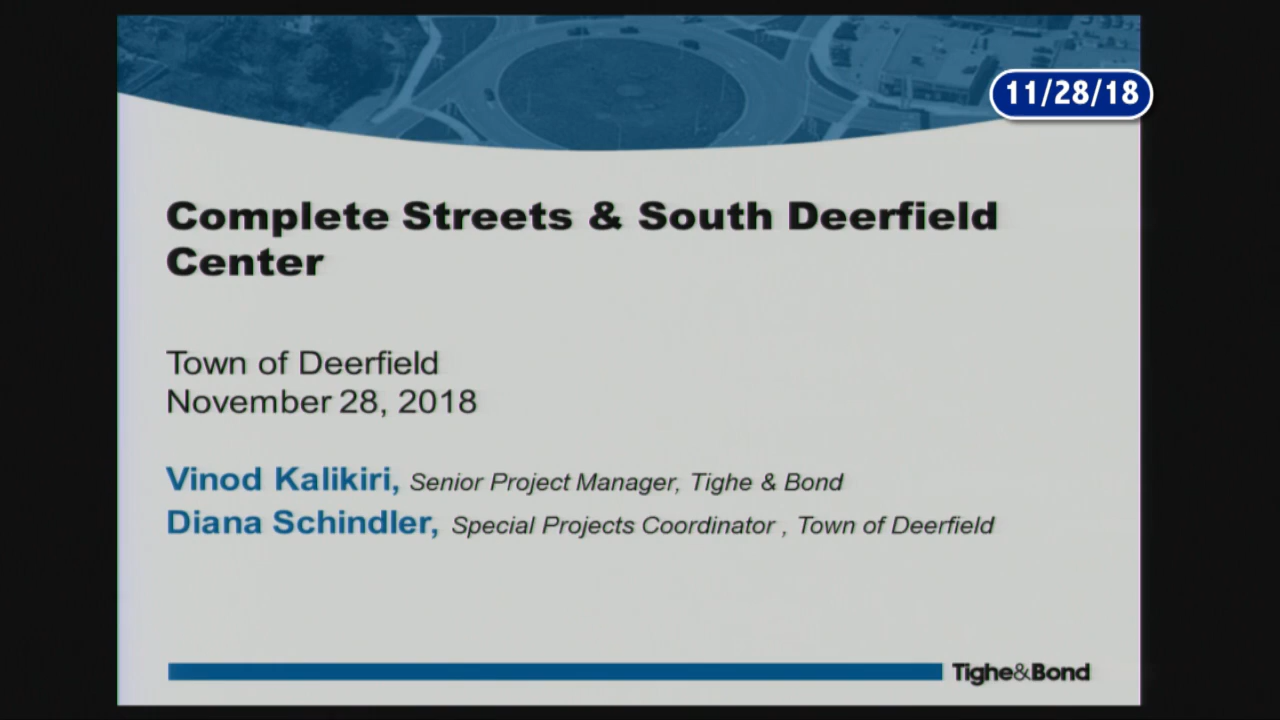 11/28/18
Complete Streets & South Deerfield
Center
Town of Deerfield
November 28, 2018
Vinod Kalikiri, Senior Project Manager, Tighe & Bond
Diana Schindler, Special Projects Coordinator , Town of Deerfield
Tighe&Bond